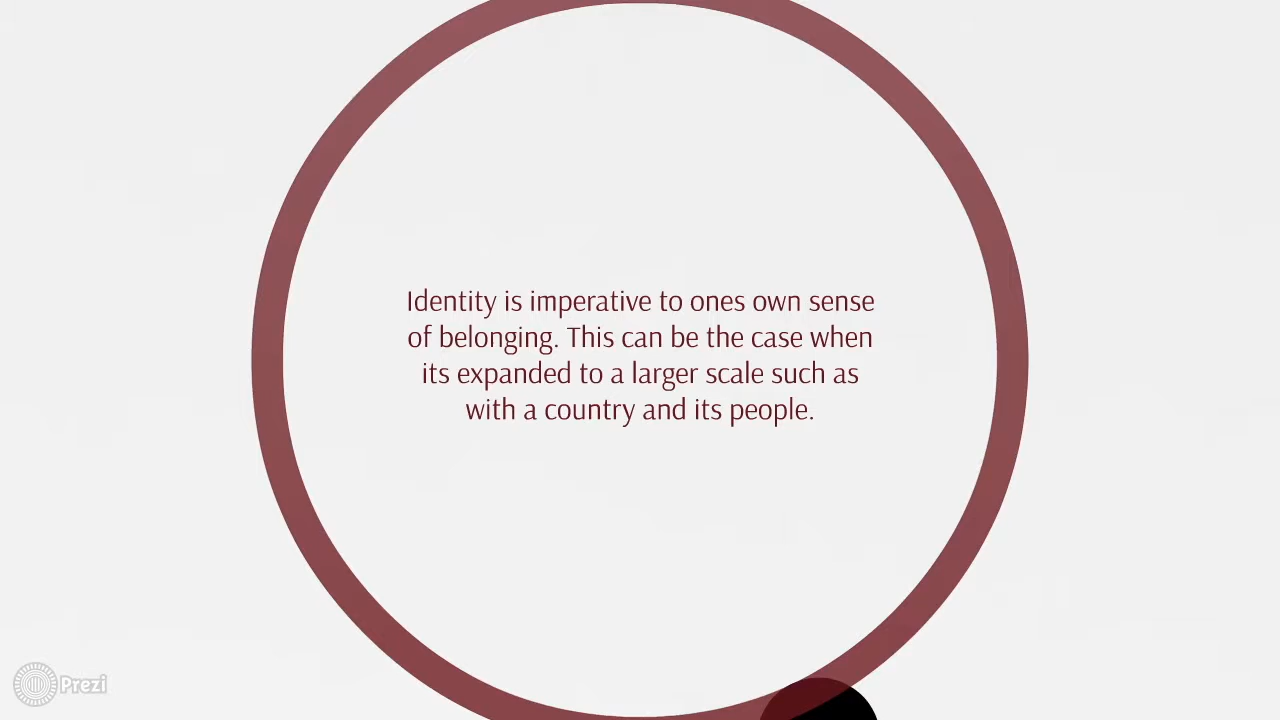 Identity is imperative to ones own sense
of belonging. This can be the case when
its expanded to a larger scale such as
with a country and its people.
Prezi